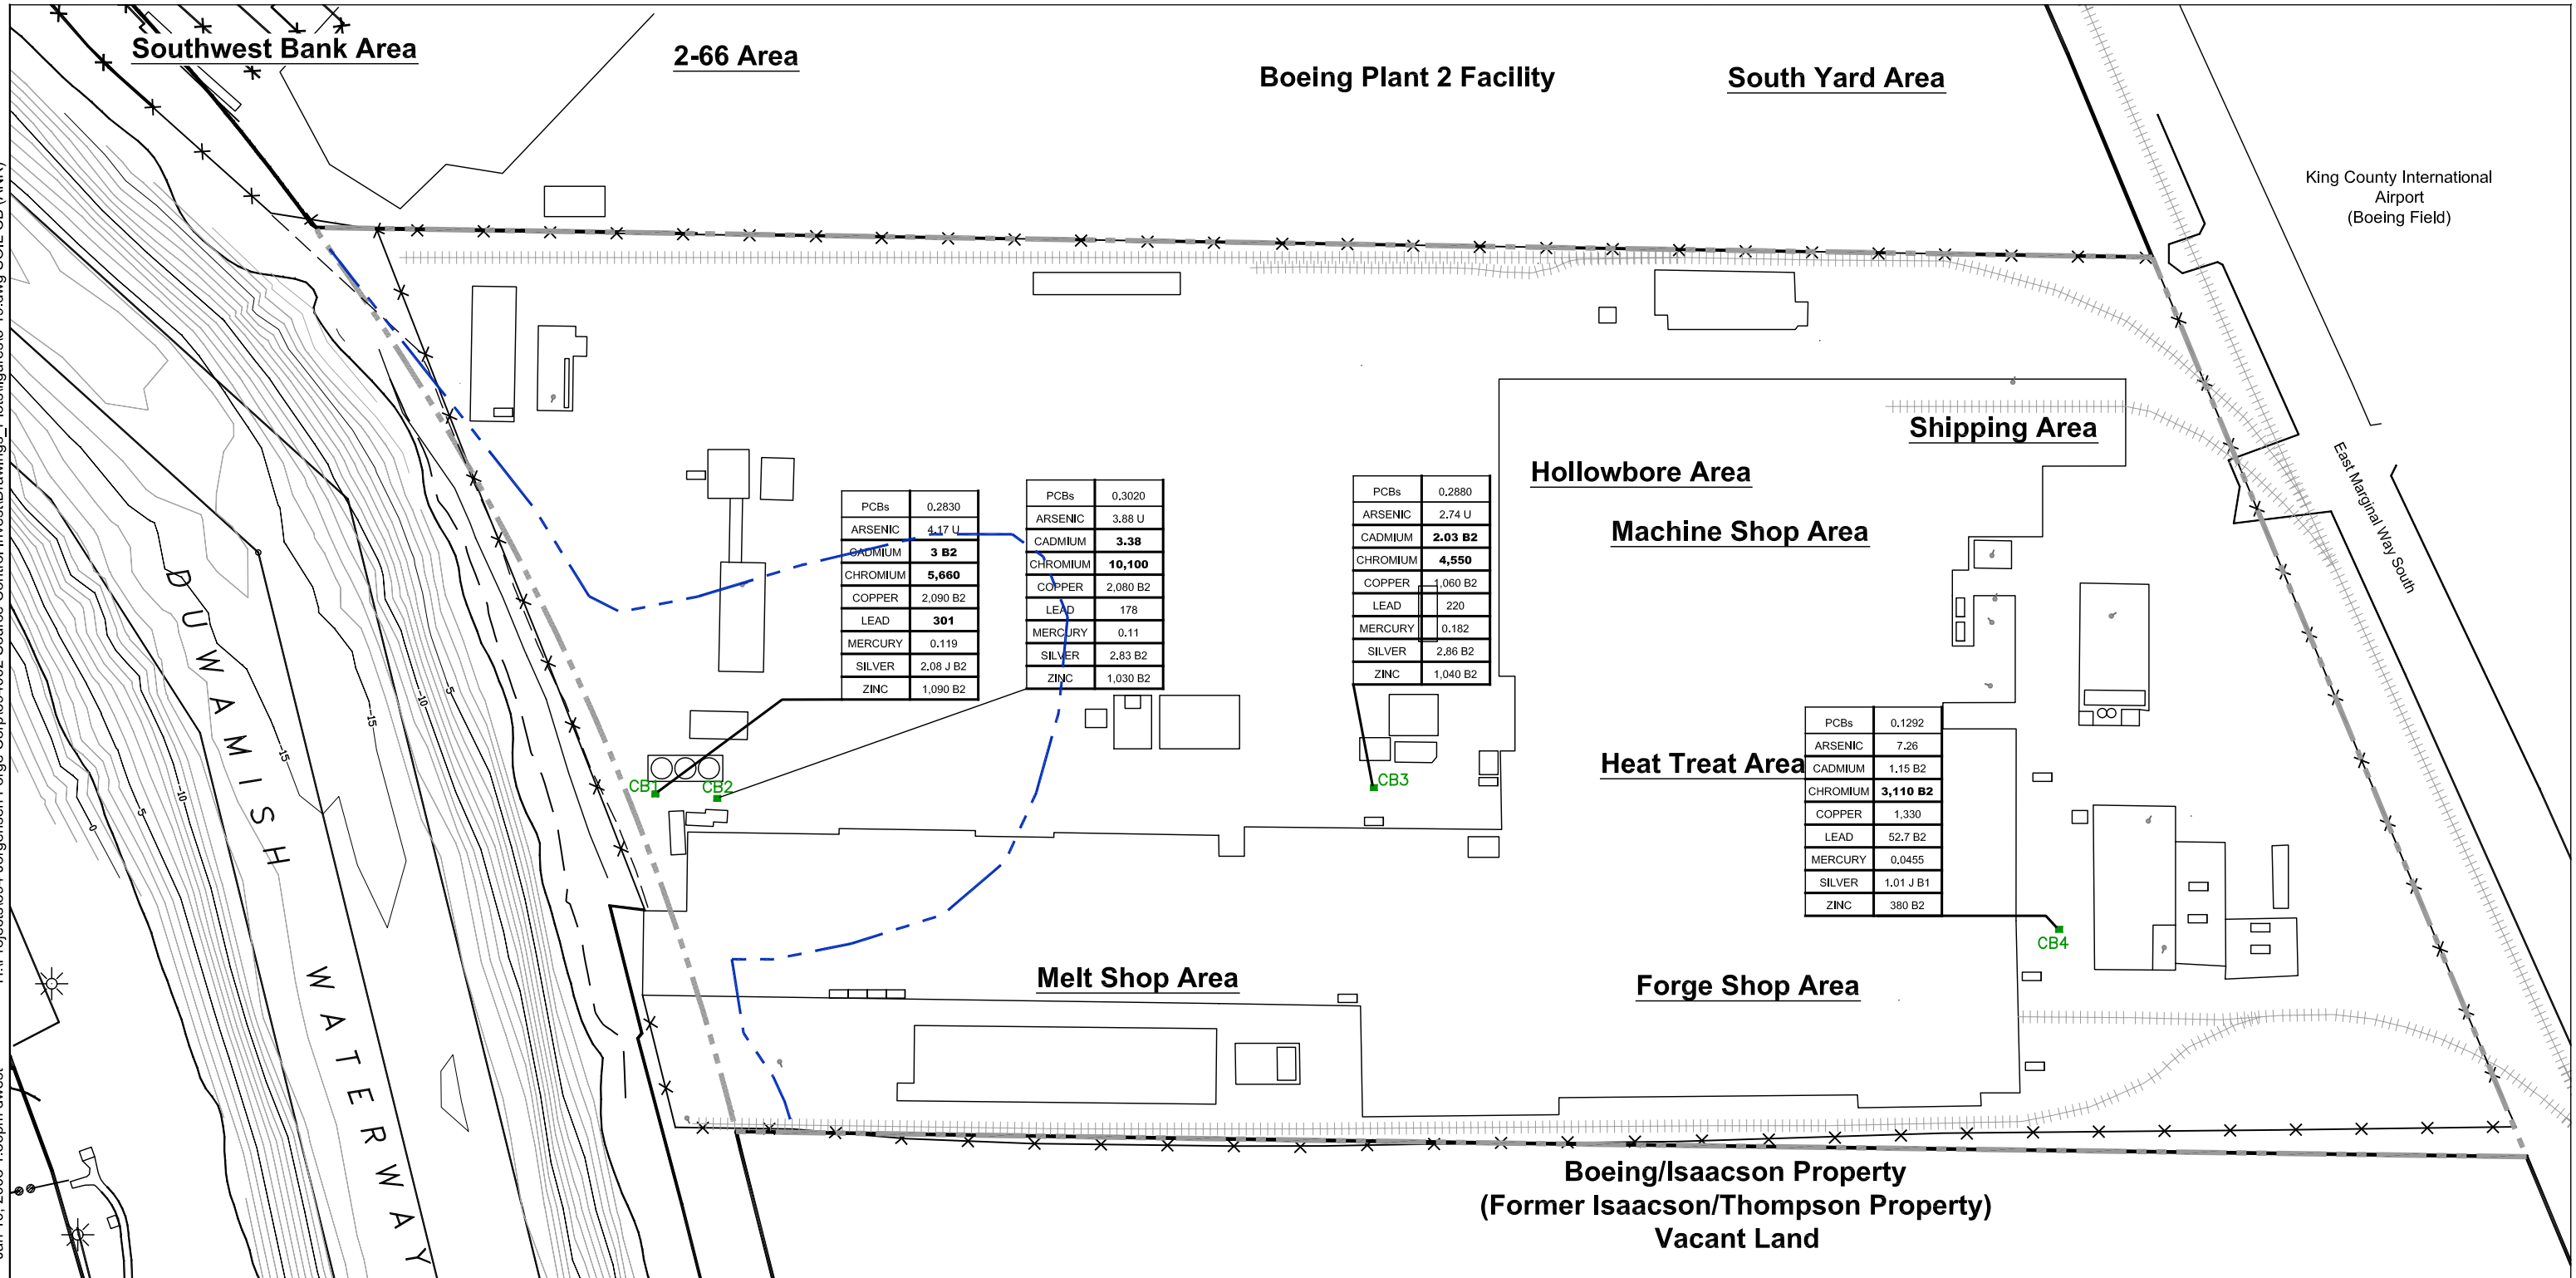 Southwest Bank Area
2-66 Area
Boeing Plant 2 Facility
South Yard Area
King County International
Airport
(Boeing Field)
East Marginal Way South
Shipping Area
Hollowbore Area
Machine Shop Area
PCBs 0.2830
ARSENIC 4.17 U
CADMIUM 3 B2
CHROMIUM 5,660
COPPER 2,090 B2
LEAD 301
MERCURY 0.119
SILVER 2.08 J B2
ZINC 1,090 B2
PCBs 0.3020
ARSENIC 3.88 U
CADMIUM 3.38
CHROMIUM 10,100
COPPER 2,080 B2
LEAD 178
MERCURY 0.11
SILVER 2.83 B2
ZINC 1,030 B2
PCBs 0.2880
ARSENIC 2.74 U
CADMIUM 2.03 B2
CHROMIUM 4,550
COPPER 1,060 B2
LEAD 220
MERCURY 0.182
SILVER 2.86 B2
ZINC 1,040 B2
Heat Treat Area
PCBs 0.1292
ARSENIC 7.26
CADMIUM 1.15 B2
CHROMIUM 3,110 B2
COPPER 1,330
LEAD 52.7 B2
MERCURY 0.0455
SILVER 1.01 J B1
ZINC 380 B2
CB1
CB2
CB3
CB4
DUWAMISH WATERWAY
-5
-10
-15
-15
-10
-5
0
Melt Shop Area
Forge Shop Area
Boeing/Isaacson Property
(Former Isaacson/Thompson Property)
Vacant Land